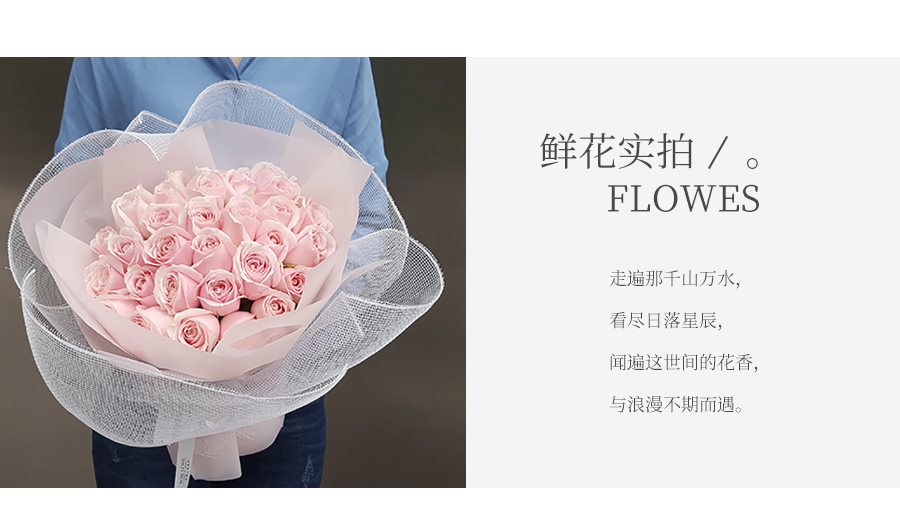 鲜花实拍 / 。
FLOWES
走遍那千山万水,
看尽日落星辰,
闻遍这世间的花香,
与浪漫不期而遇。